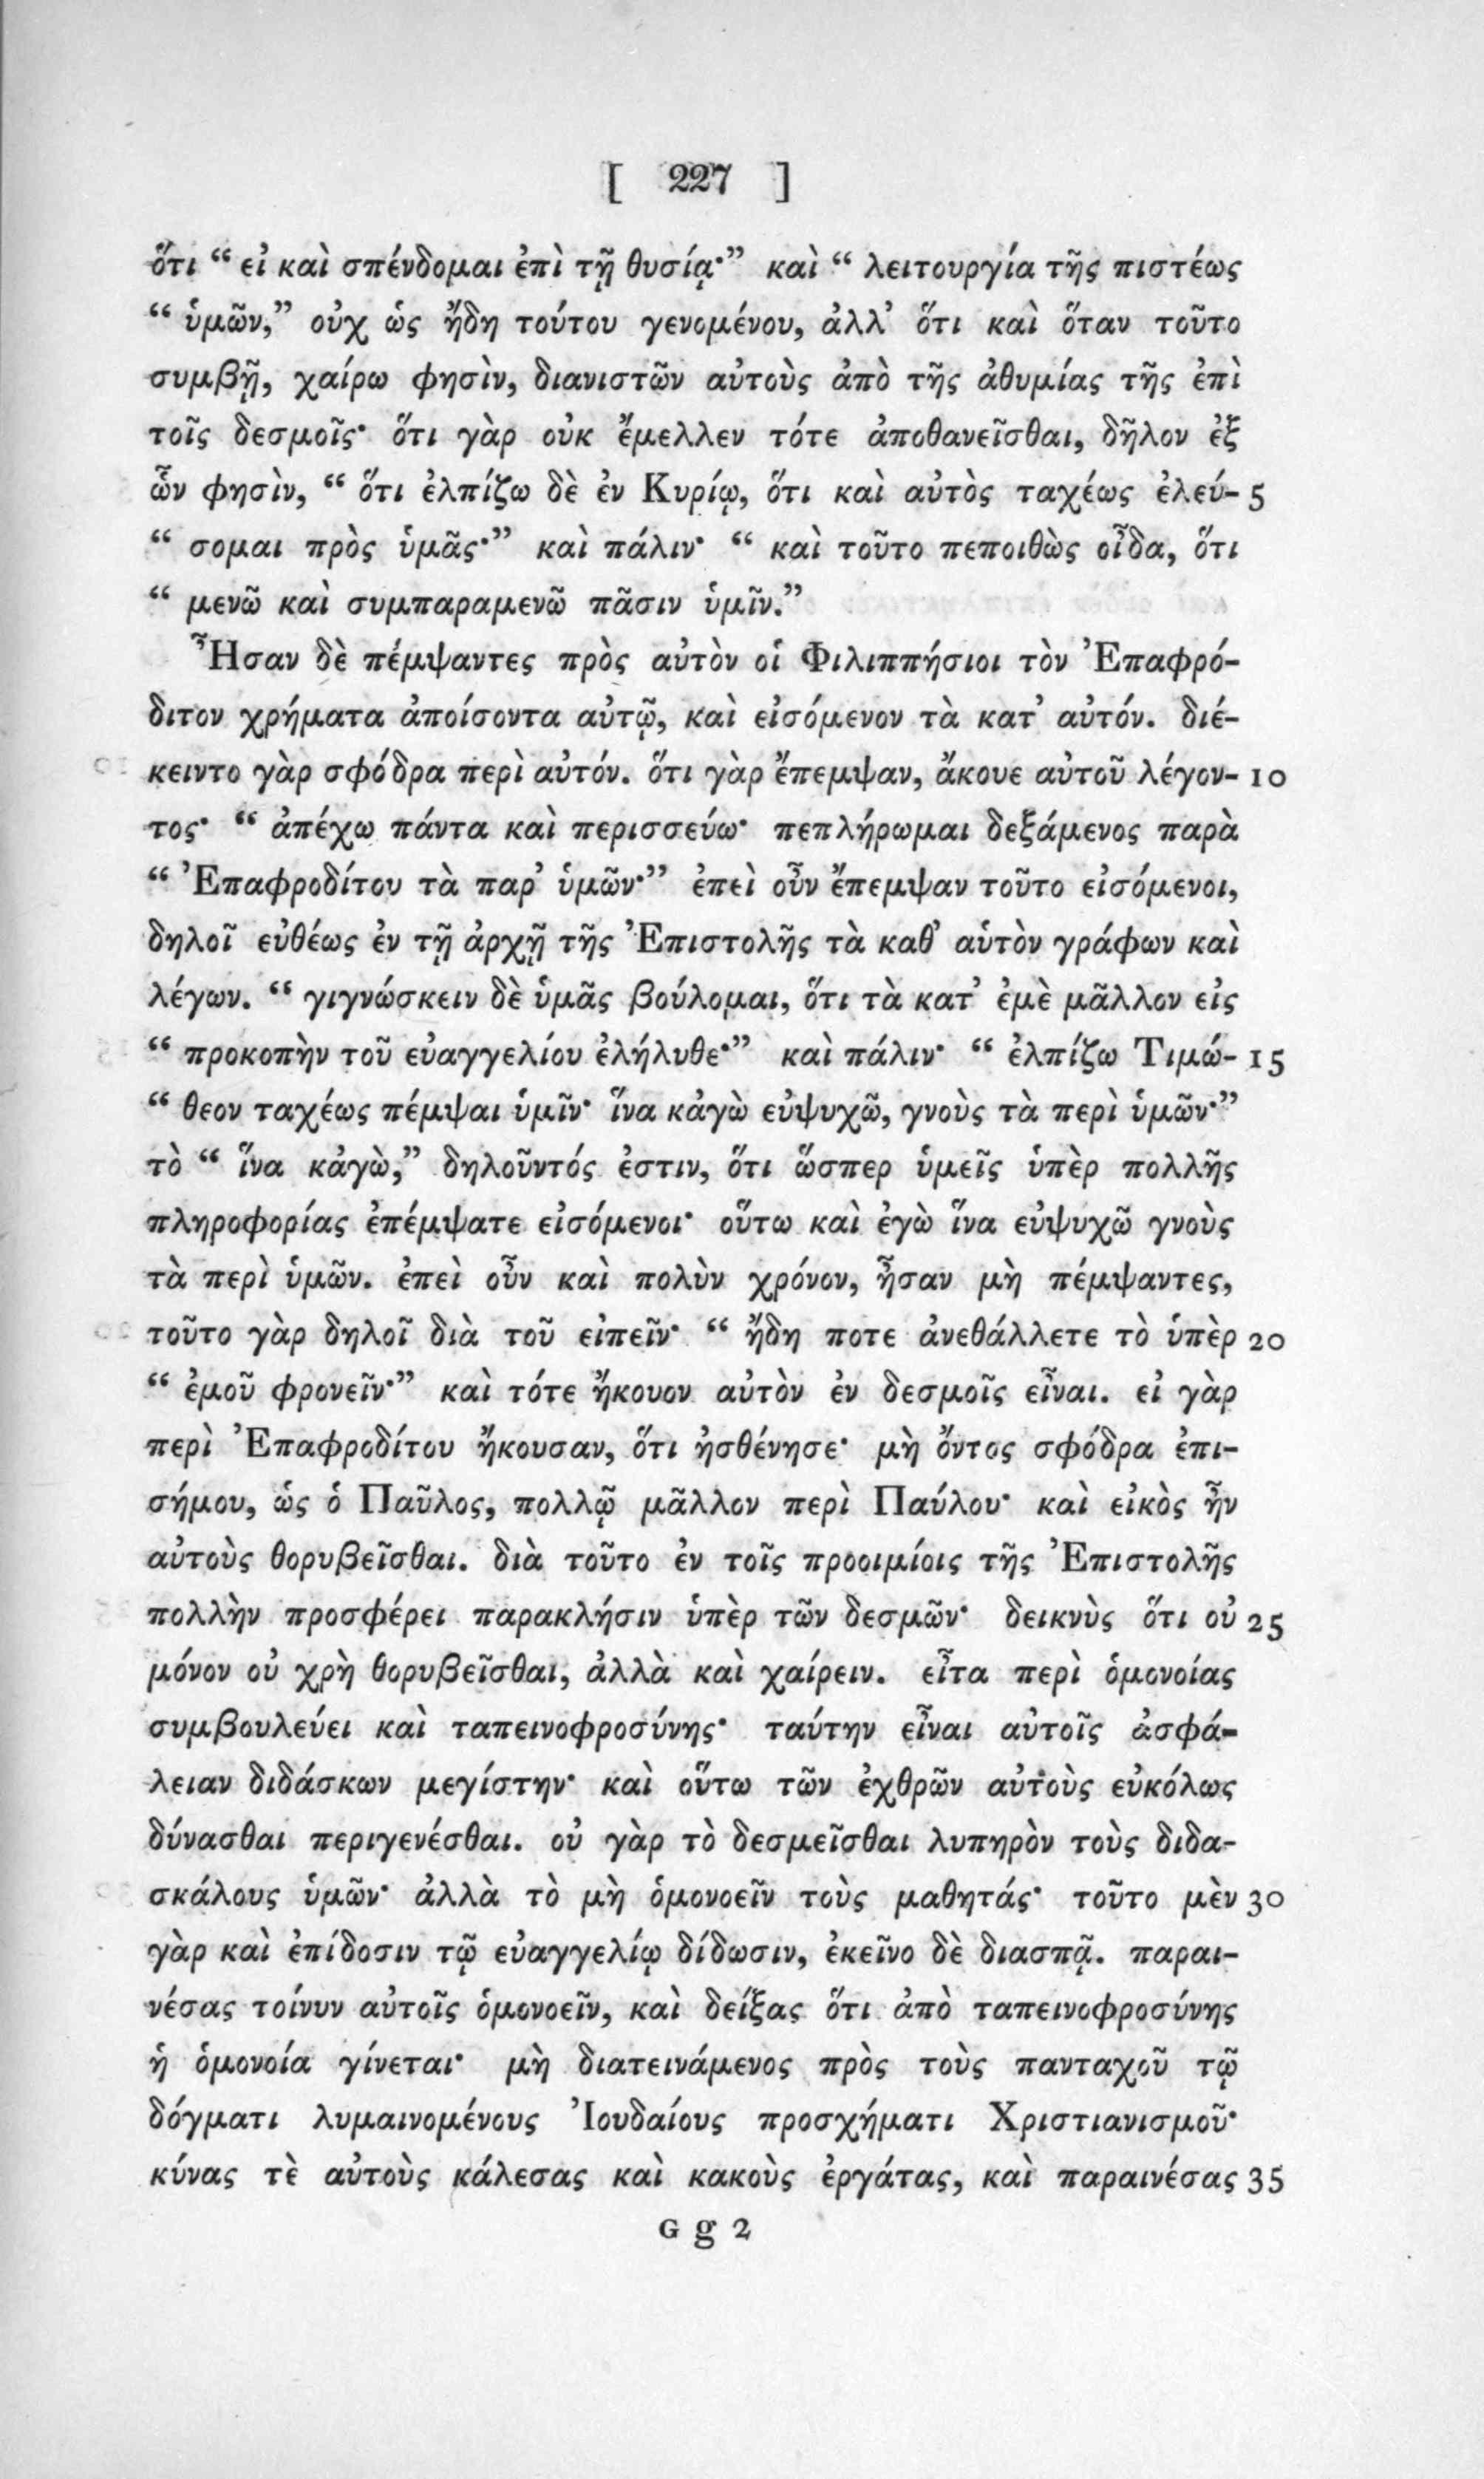 [ 227 ]
ὅτι “ εἰ καὶ σπένδομαι ἐπὶ τῇ θυσίᾳ·” καὶ “ λειτουργία τῆς πιστέως
“ ὑμῶν,” οὐχ ὡς ἤδη τούτου γενομένου, ἀλλ’ ὅτι καὶ ὅταν τοῦτο
συμβῇ, χαίρω φησὶν, διανιστῶν αὐτοὺς ἀπὸ τῆς ἀθυμίας τῆς ἐπὶ
τοῖς δεσμοῖς· ὅτι γὰρ οὐκ ἔμελλεν τότε ἀποθανεῖσθαι, δῆλον ἐξ
ὧν φησὶν, “ ὅτι ἐλπίζω δὲ ἐν Κυρίῳ, ὅτι καὶ αὐτὸς ταχέως ἐλεύ- 5
“ σομαι πρὸς ὑμᾶς·” καὶ πάλιν· “ καὶ τοῦτο πεποιθὼς οἶδα, ὅτι
“ μενῶ καὶ συμπαραμενῶ πᾶσιν ὑμῖν.”
Ἦσαν δὲ πέμψαντες πρὸς αὐτὸν οἱ Φιλιππήσιοι τὸν Ἐπαφρό-
διτον χρήματα ἀποίσοντα αὐτῷ, καὶ εἰσόμενον τὰ κατ’ αὐτόν. διέ-
κειντο γὰρ σφόδρα περὶ αὐτόν. ὅτι γὰρ ἔπεμψαν, ἄκουε αὐτοῦ λέγον- 10
τος· “ ἀπέχω πάντα καὶ περισσεύω· πεπλήρωμαι δεξάμενος παρὰ
“ Ἐπαφροδίτου τὰ παρ’ ὑμῶν·” ἐπεὶ οὖν ἔπεμψαν τοῦτο εἰσόμενοι,
δηλοῖ εὐθέως ἐν τῇ ἀρχῇ τῆς Ἐπιστολῆς τὰ καθ’ αὑτὸν γράφων καὶ
λέγων. “ γιγνώσκειν δὲ ὑμᾶς βούλομαι, ὅτι τὰ κατ’ ἐμὲ μᾶλλον εἰς
“ προκοπὴν τοῦ εὐαγγελίου ἐλήλυθε·” καὶ πάλιν· “ ἐλπίζω Τιμώ- 15
“ θεον ταχέως πέμψαι ὑμῖν· ἵνα κἀγὼ εὐψυχῶ, γνοὺς τὰ περὶ ὑμῶν·”
τὸ “ ἵνα κἀγὼ,” δηλοῦντός ἐστιν, ὅτι ὥσπερ ὑμεῖς ὑπὲρ πολλῆς
πληροφορίας ἐπέμψατε εἰσόμενοι· οὕτω καὶ ἐγὼ ἵνα εὐψυχῶ γνοὺς
τὰ περὶ ὑμῶν. ἐπεὶ οὖν καὶ πολὺν χρόνον, ἦσαν μὴ πέμψαντες,
τοῦτο γὰρ δηλοῖ διὰ τοῦ εἰπεῖν· “ ἤδη ποτε ἀνεθάλλετε τὸ ὑπὲρ 20
“ ἐμοῦ φρονεῖν·” καὶ τότε ἤκουον αὐτὸν ἐν δεσμοῖς εἶναι. εἰ γὰρ
περὶ Ἐπαφροδίτου ἤκουσαν, ὅτι ἠσθένησε· μὴ ὄντος σφόδρα ἐπι-
σήμου, ὡς ὁ Παῦλος, πολλῷ μᾶλλον περὶ Παύλου· καὶ εἰκὸς ἦν
αὐτοὺς θορυβεῖσθαι. διὰ τοῦτο ἐν τοῖς προοιμίοις τῆς Ἐπιστολῆς
πολλὴν προσφέρει παρακλήσιν ὑπὲρ τῶν δεσμῶν· δεικνὺς ὅτι οὐ 25
μόνον οὐ χρὴ θορυβεῖσθαι, ἀλλὰ καὶ χαίρειν. εἶτα περὶ ὁμονοίας
συμβουλεύει καὶ ταπεινοφροσύνης· ταύτην εἶναι αὐτοῖς ἀσφά-
λειαν διδάσκων μεγίστην· καὶ οὕτω τῶν ἐχθρῶν αὐτοὺς εὐκόλως
δύνασθαι περιγενέσθαι. οὐ γὰρ τὸ δεσμεῖσθαι λυπηρὸν τοὺς διδα-
σκάλους ὑμῶν· ἀλλὰ τὸ μὴ ὁμονοεῖν τοὺς μαθητάς· τοῦτο μὲν 30
γὰρ καὶ ἐπίδοσιν τῷ εὐαγγελίῳ δίδωσιν, ἐκεῖνο δὲ διασπᾷ. παραι-
νέσας τοίνυν αὐτοῖς ὁμονοεῖν, καὶ δείξας ὅτι ἀπὸ ταπεινοφροσύνης
ἡ ὁμονοία γίνεται· μὴ διατεινάμενος πρὸς τοὺς πανταχοῦ τῷ
δόγματι λυμαινομένους Ἰουδαίους προσχήματι Χριστιανισμοῦ·
κύνας τὲ αὐτοὺς κάλεσας καὶ κακοὺς ἐργάτας, καὶ παραινέσας 35
G g 2